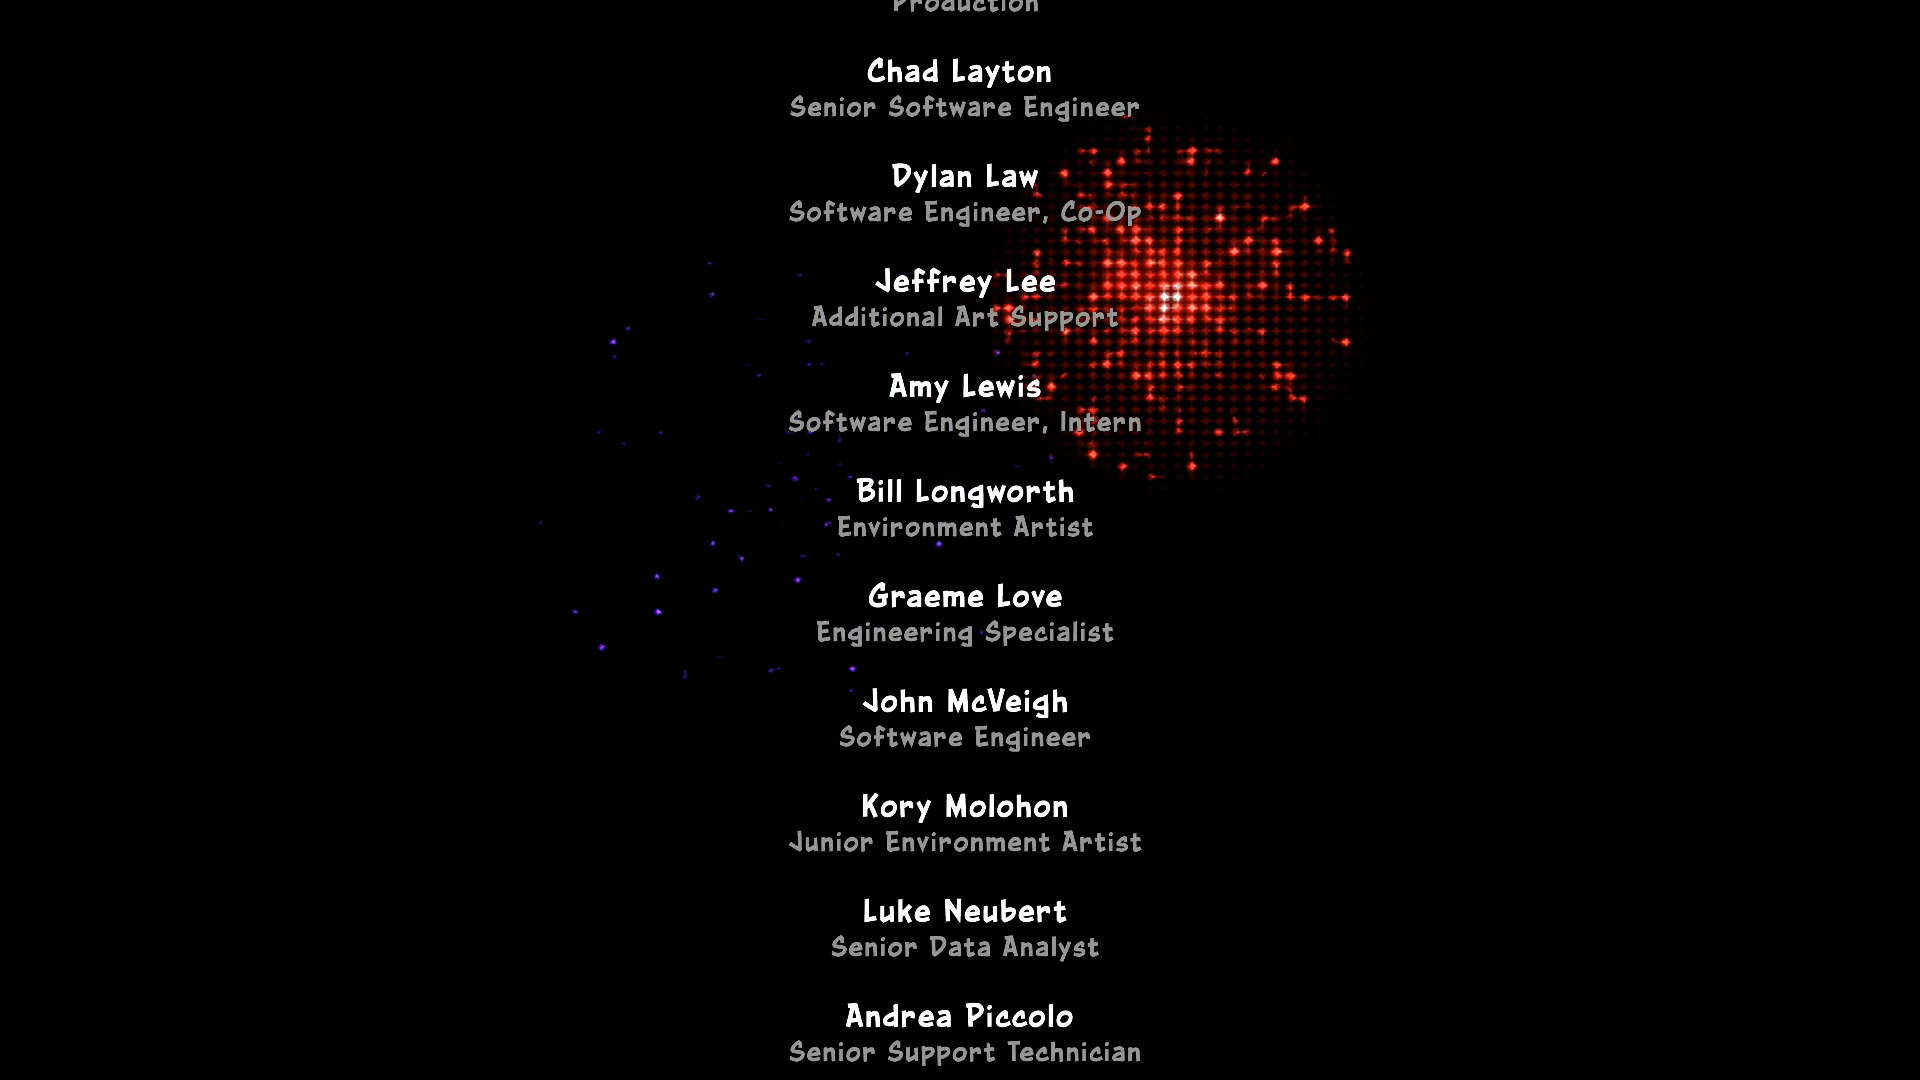 Production
Chad Layton
Senior Software Engineer
Dylan Law
Software Engineer, Co-Op
Jeffrey Lee
Additional Art Support
Amy Lewis
Software Engineer, Intern
Bill Longworth
Environment Artist
Graeme Love
Engineering Specialist
John McVeigh
Software Engineer
Kory Molohon
Junior Environment Artist
Luke Neubert
Senior Data Analyst
Andrea Piccolo
Senior Support Technician